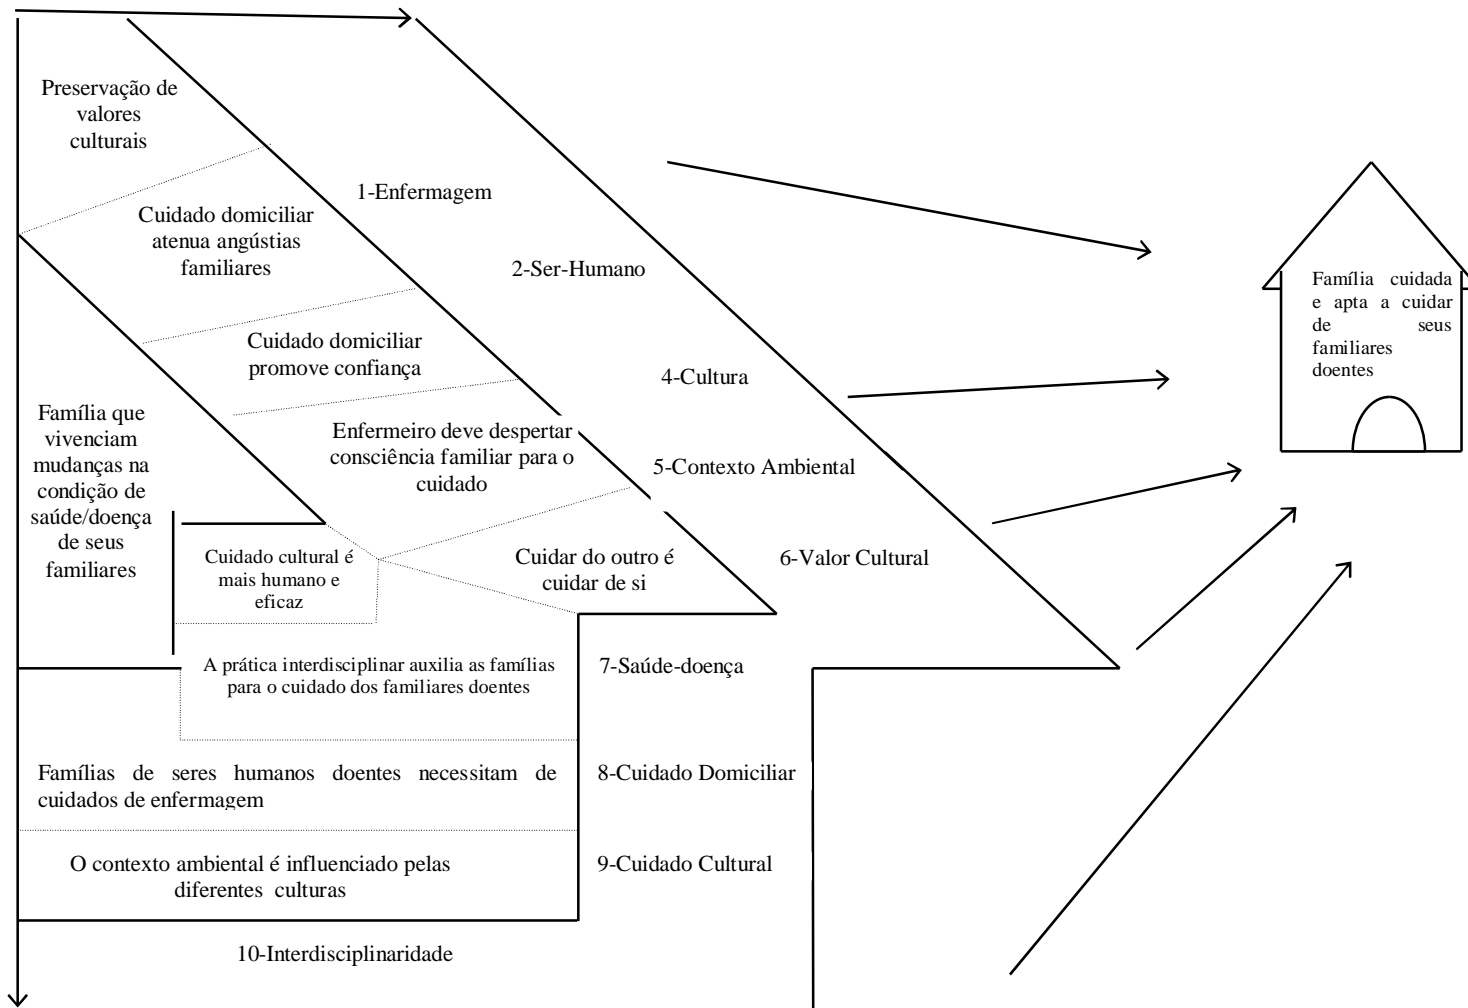 Preservação de
valores
culturais
Cuidado domiciliar
atenua angústias
familiares
Cuidado domiciliar
promove confiança
Enfermeiro deve despertar
consciência familiar para o
cuidado
Cuidar do outro é
cuidar de si
Família que
vivenciam
mudanças na
condição de
saúde/doença
de seus
familiares
Cuidado cultural é
mais humano e
eficaz
A prática interdisciplinar auxilia as famílias
para o cuidado dos familiares doentes
Famílias de seres humanos doentes necessitam de
cuidados de enfermagem
O contexto ambiental é influenciado pelas
diferentes culturas
1-Enfermagem
2-Ser-Humano
4-Cultura
5-Contexto Ambiental
6-Valor Cultural
7-Saúde-doença
8-Cuidado Domiciliar
9-Cuidado Cultural
10-Interdisciplinaridade
Família cuidada
e apta a cuidar
de seus
familiares
doentes